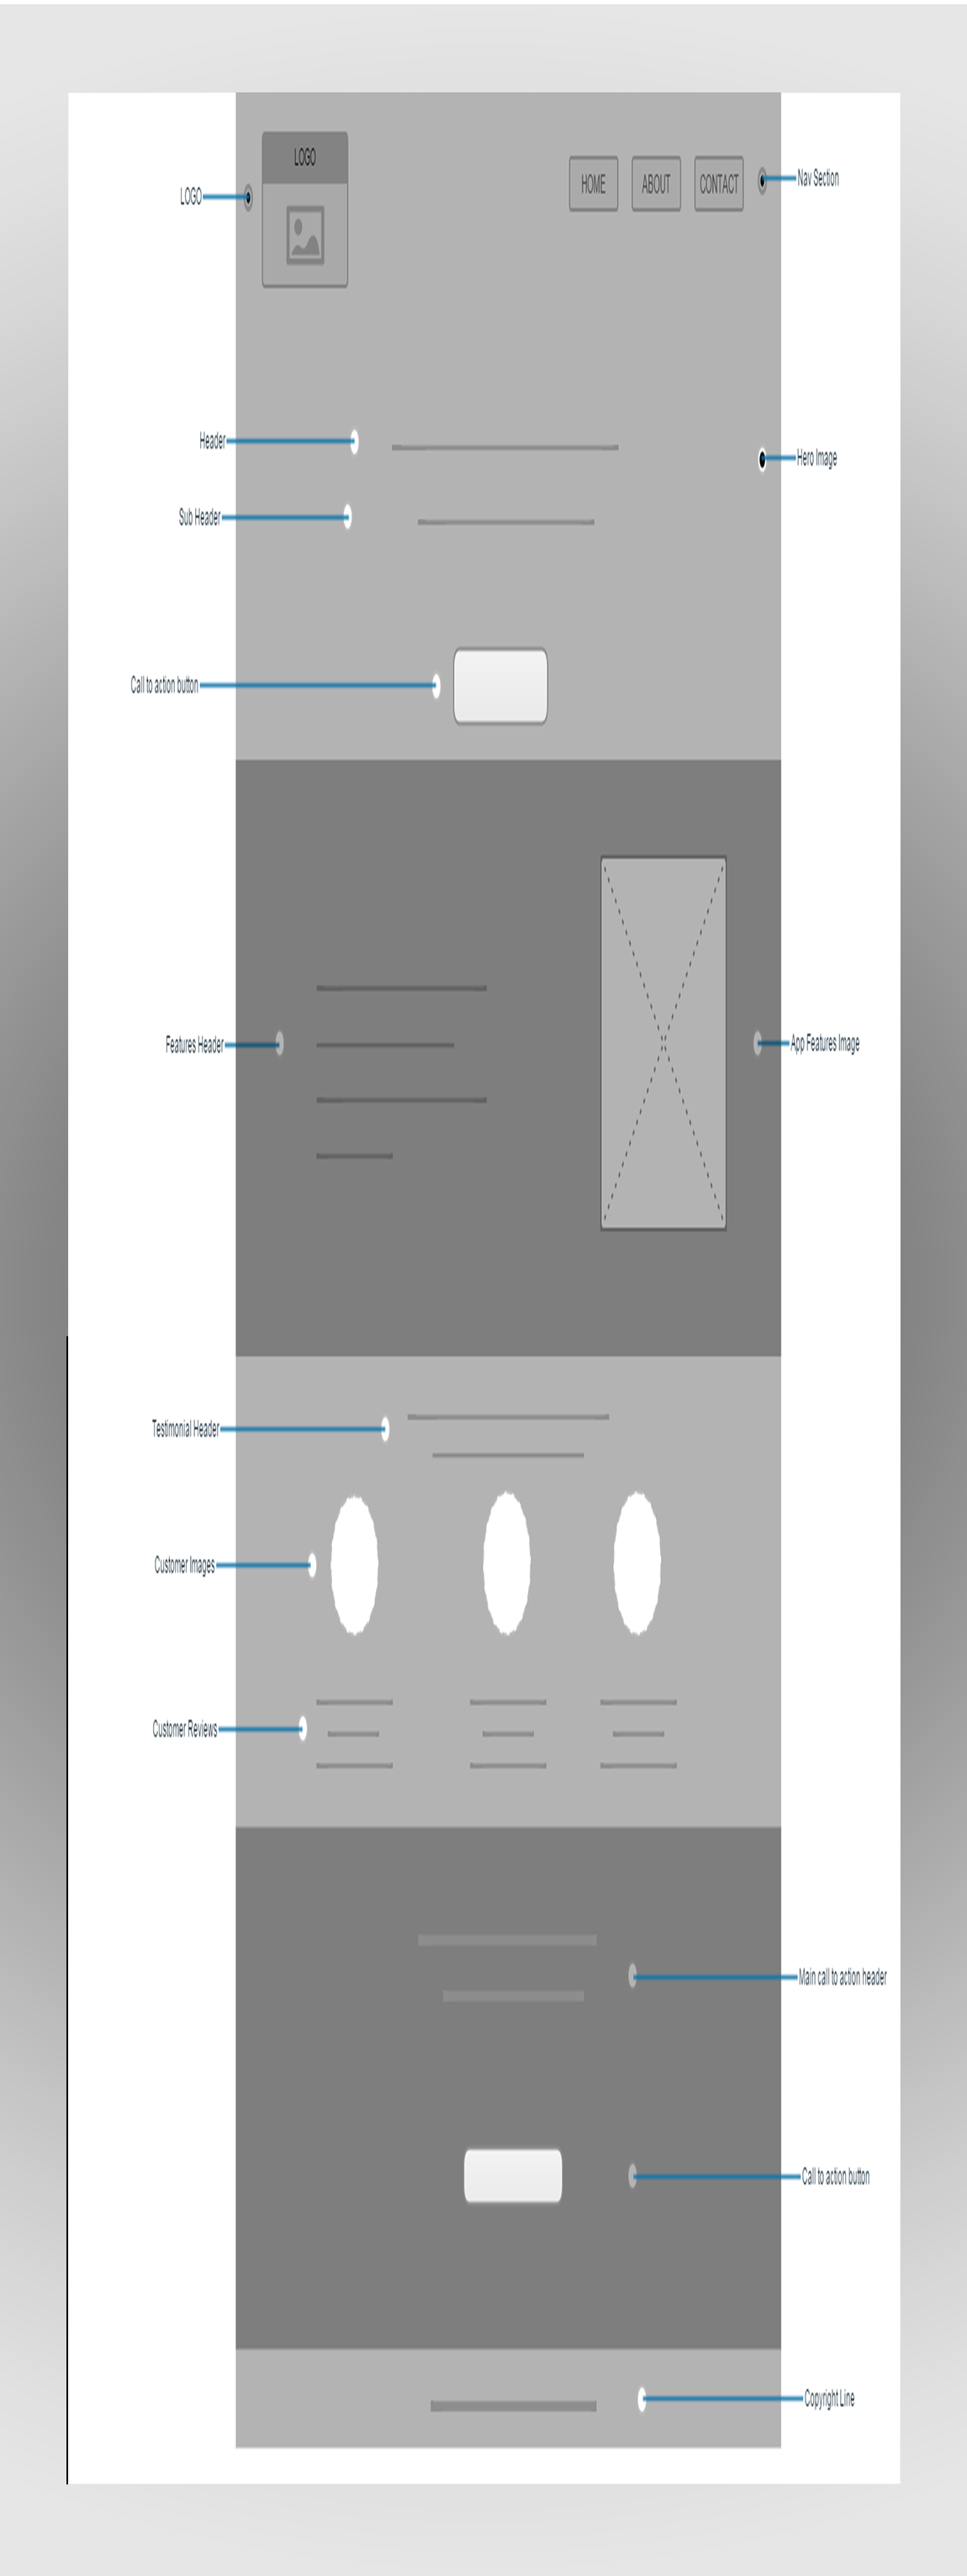 LOGO
HOME
ABOUT
CONTACT
Nav Section
LOGO
Header
Hero Image
Sub Header
Call to action button
Features Header
App Features Image
Testimonial Header
Customer Images
Customer Reviews
Main call to action header
Call to action button
Copyright Line